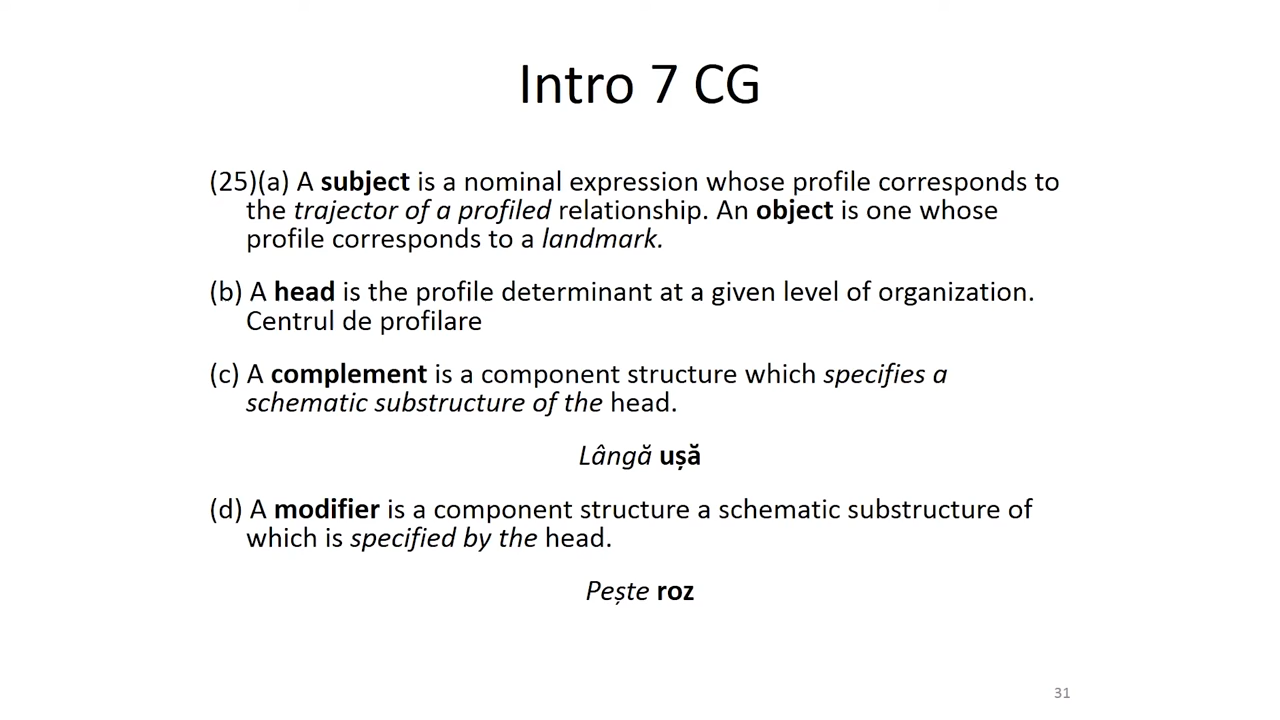 Intro 7 CG
(25)(a) A subject is a nominal expression whose profile corresponds to
the trajector of a profiled relationship. An object is one whose
profile corresponds to a landmark.
(b) A head is the profile determinant at a given level of organization.
Centrul de profilare
(c) A complement is a component structure which specifies a
schematic substructure of the head.
Lângă ușă
(d) A modifier is a component structure a schematic substructure of
which is specified by the head.
Pește roz
31